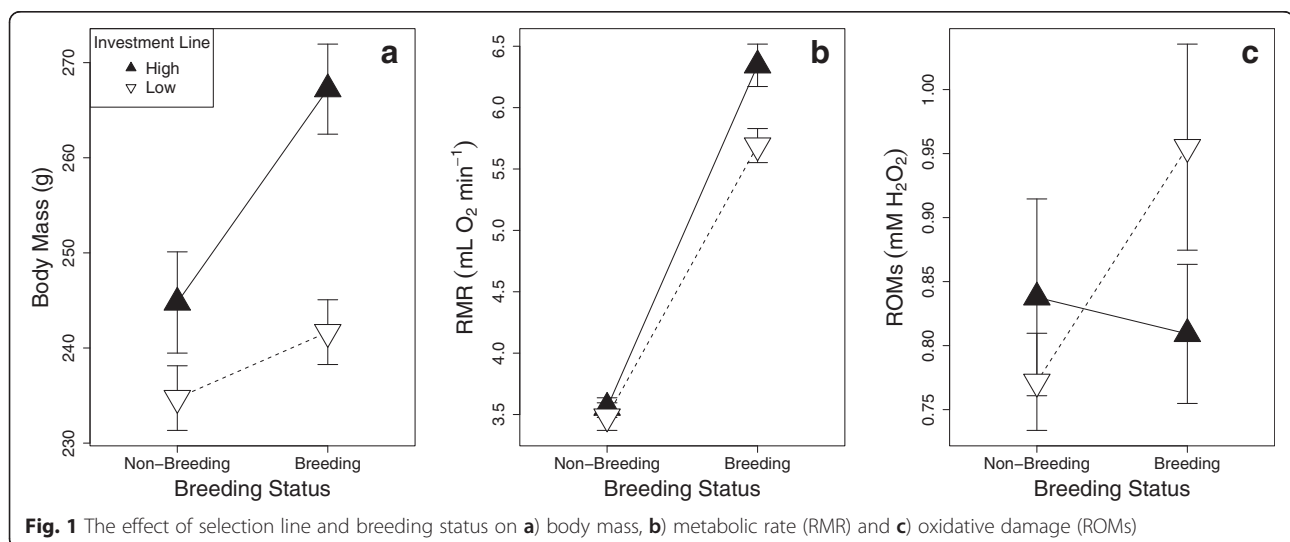 Investment Line
High
Low
a
Body Mass (g)
270
260
250
240
230
Non−Breeding Breeding
Breeding Status
b
RMR (mL O₂ min⁻¹)
6.5
6.0
5.5
5.0
4.5
4.0
3.5
Non−Breeding Breeding
Breeding Status
c
ROMs (mM H₂O₂)
1.00
0.95
0.90
0.85
0.80
0.75
Non−Breeding Breeding
Breeding Status
Fig. 1 The effect of selection line and breeding status on a) body mass, b) metabolic rate (RMR) and c) oxidative damage (ROMs)